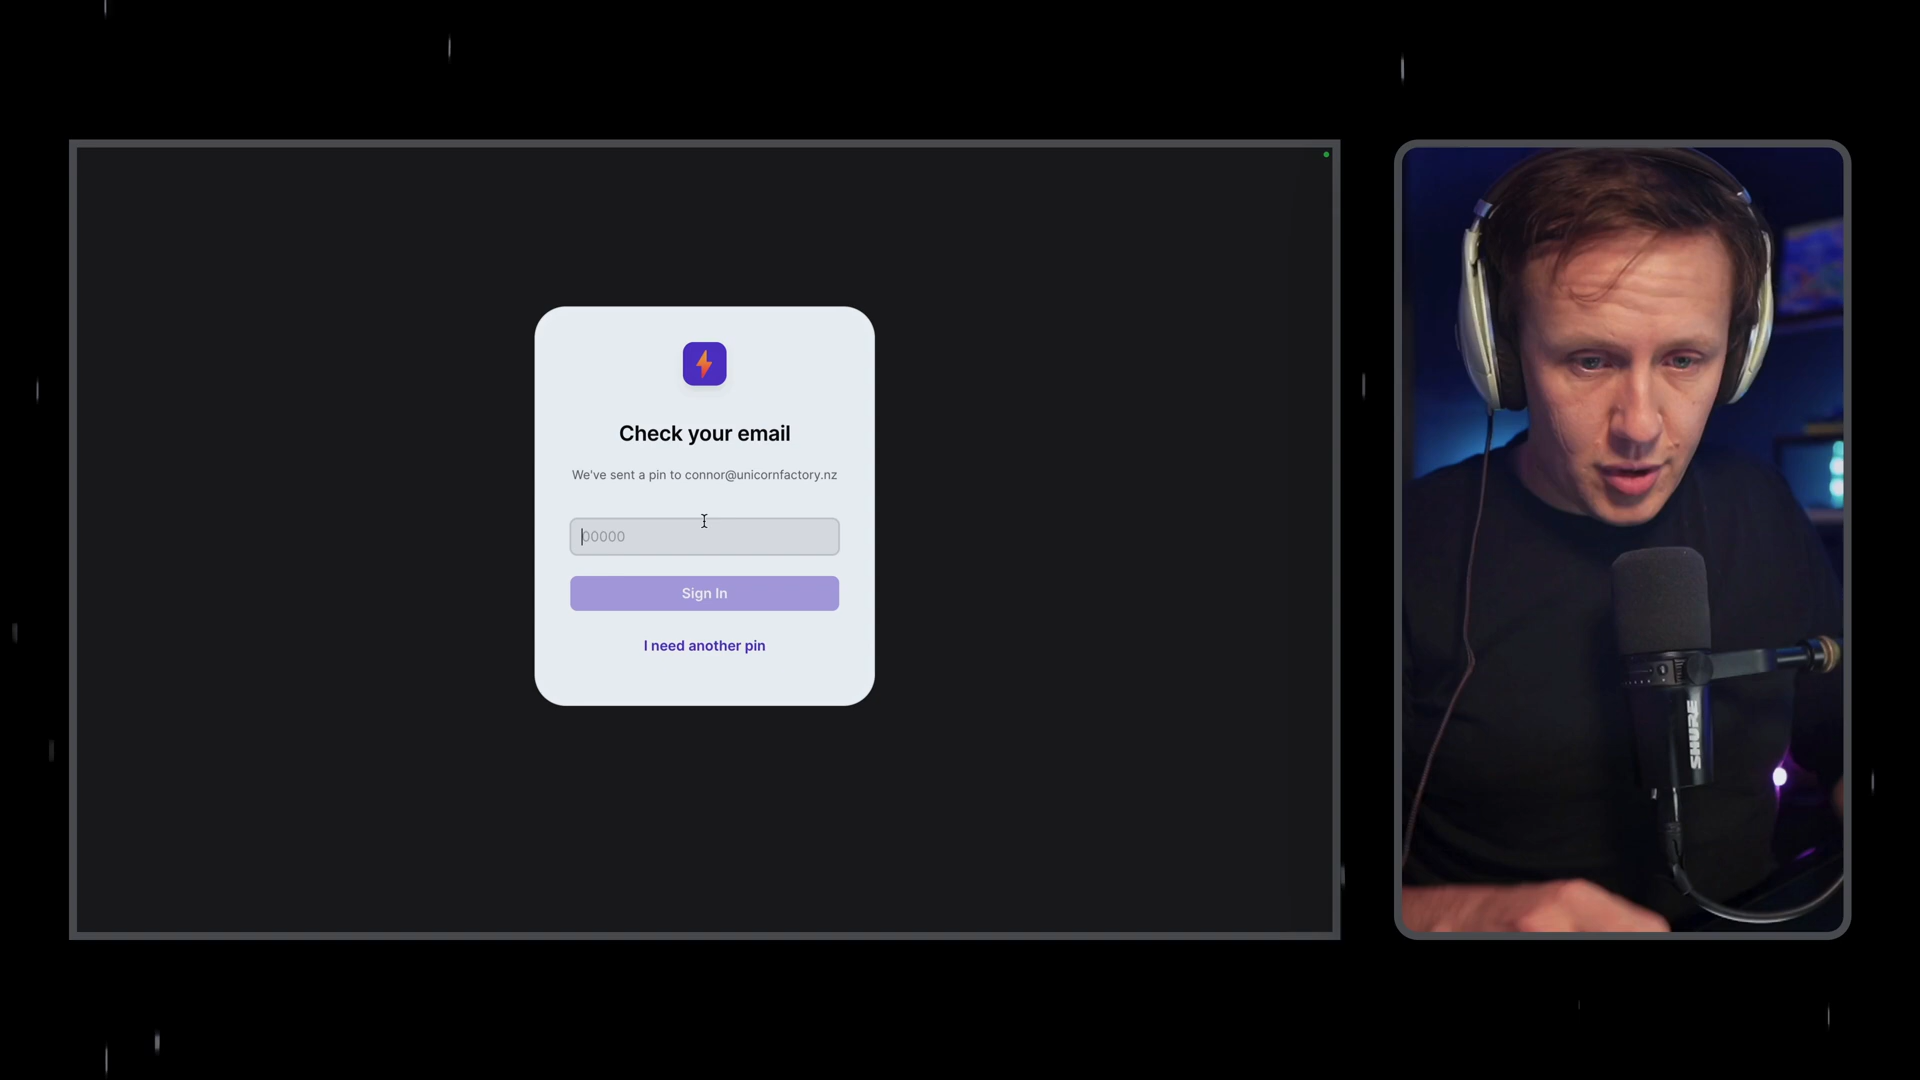 Check your email
We've sent a pin to connor@unicornfactory.nz
00000
Sign In
I need another pin
SHURE